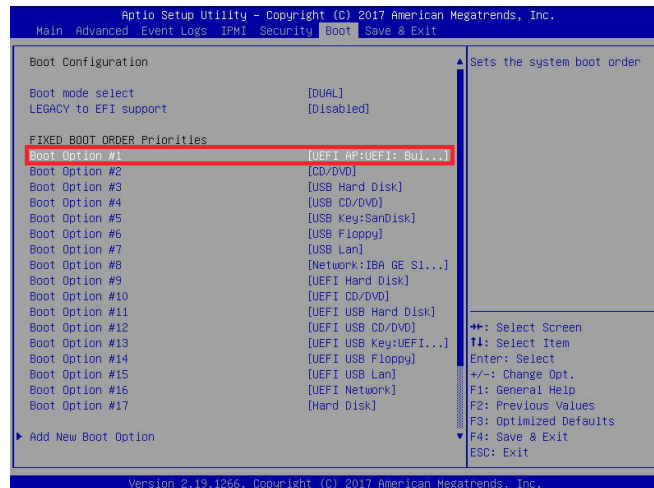 Aptio Setup Utility – Copyright (C) 2017 American Megatrends, Inc.
Main Advanced Event Logs IPMI Security Boot Save & Exit
Boot Configuration
Boot mode select [DUAL]
LEGACY to EFI support [Disabled]
FIXED BOOT ORDER Priorities
Boot Option #1 [UEFI AP:UEFI: Bui...]
Boot Option #2 [CD/DVD]
Boot Option #3 [USB Hard Disk]
Boot Option #4 [USB CD/DVD]
Boot Option #5 [USB Key:SanDisk]
Boot Option #6 [USB Floppy]
Boot Option #7 [USB Lan]
Boot Option #8 [Network:IBA GE Sl...]
Boot Option #9 [UEFI Hard Disk]
Boot Option #10 [UEFI CD/DVD]
Boot Option #11 [UEFI USB Hard Disk]
Boot Option #12 [UEFI USB CD/DVD]
Boot Option #13 [UEFI USB Key:UEFI...]
Boot Option #14 [UEFI USB Floppy]
Boot Option #15 [UEFI USB Lan]
Boot Option #16 [UEFI Network]
Boot Option #17 [Hard Disk]
Add New Boot Option
Sets the system boot order
→←: Select Screen
↑↓: Select Item
Enter: Select
+/-: Change Opt.
F1: General Help
F2: Previous Values
F3: Optimized Defaults
F4: Save & Exit
ESC: Exit
Version 2.19.1266. Copyright (C) 2017 American Megatrends, Inc.